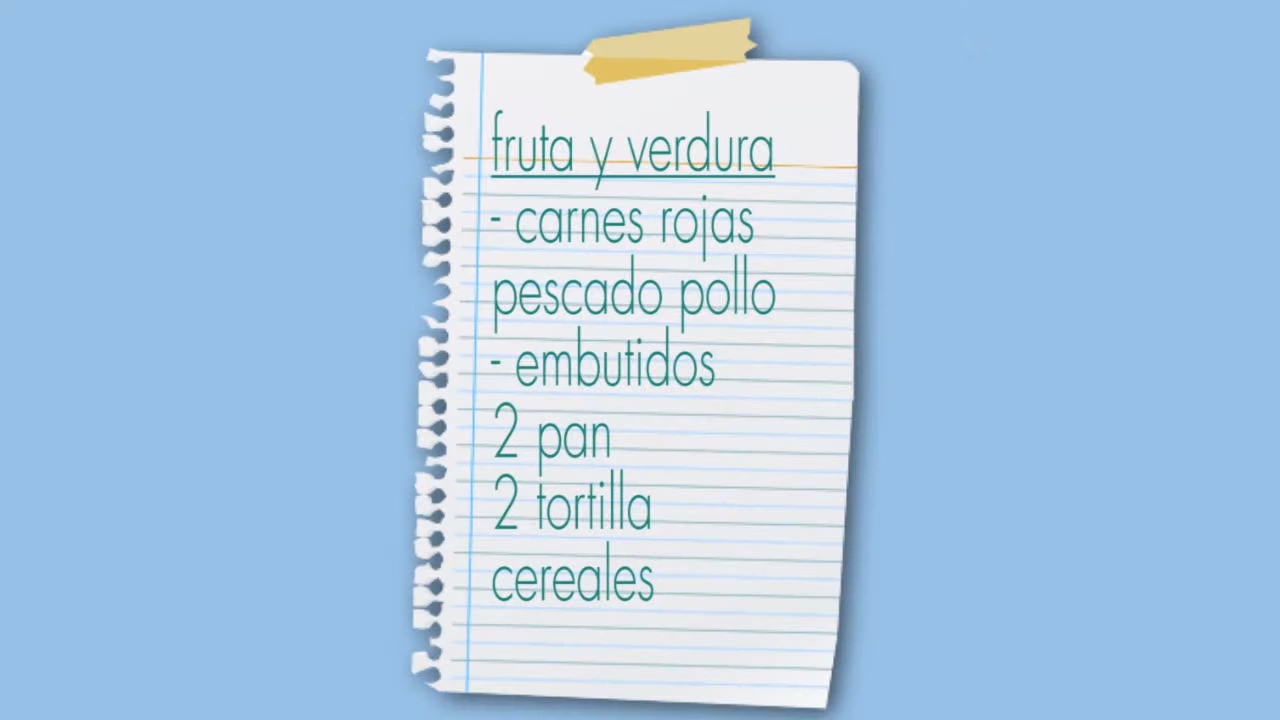 fruta y verdura
- carnes rojas
pescado pollo
- embutidos
2 pan
2 tortilla
cereales